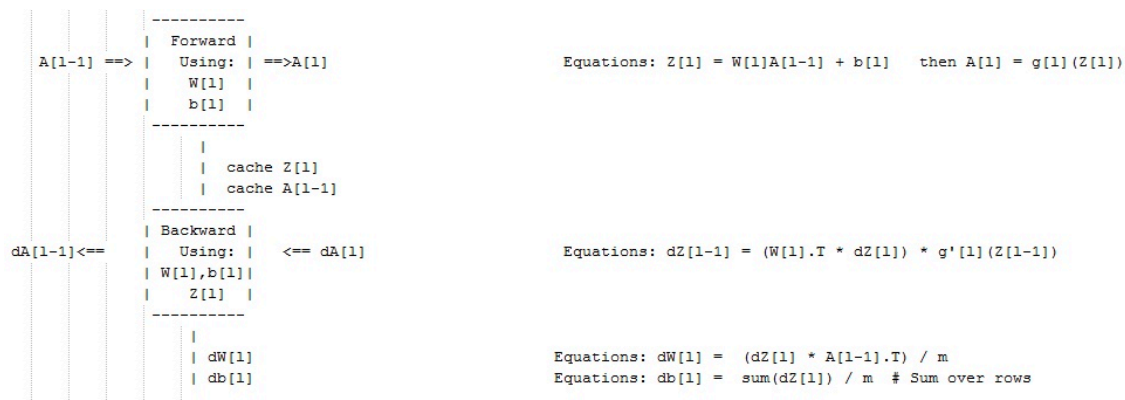 ----------
| Forward |
A[l-1] ==> | Using: | ==>A[l] Equations: Z[l] = W[l]A[l-1] + b[l] then A[l] = g[l](Z[l])
| W[l] |
| b[l] |
----------
|
| cache Z[l]
| cache A[l-1]
----------
| Backward |
dA[l-1]<== | Using: | <== dA[l] Equations: dZ[l-1] = (W[l].T * dZ[l]) * g'[l](Z[l-1])
| W[l],b[l]|
| Z[l] |
----------
|
| dW[l] Equations: dW[l] = (dZ[l] * A[l-1].T) / m
| db[l] Equations: db[l] = sum(dZ[l]) / m # Sum over rows